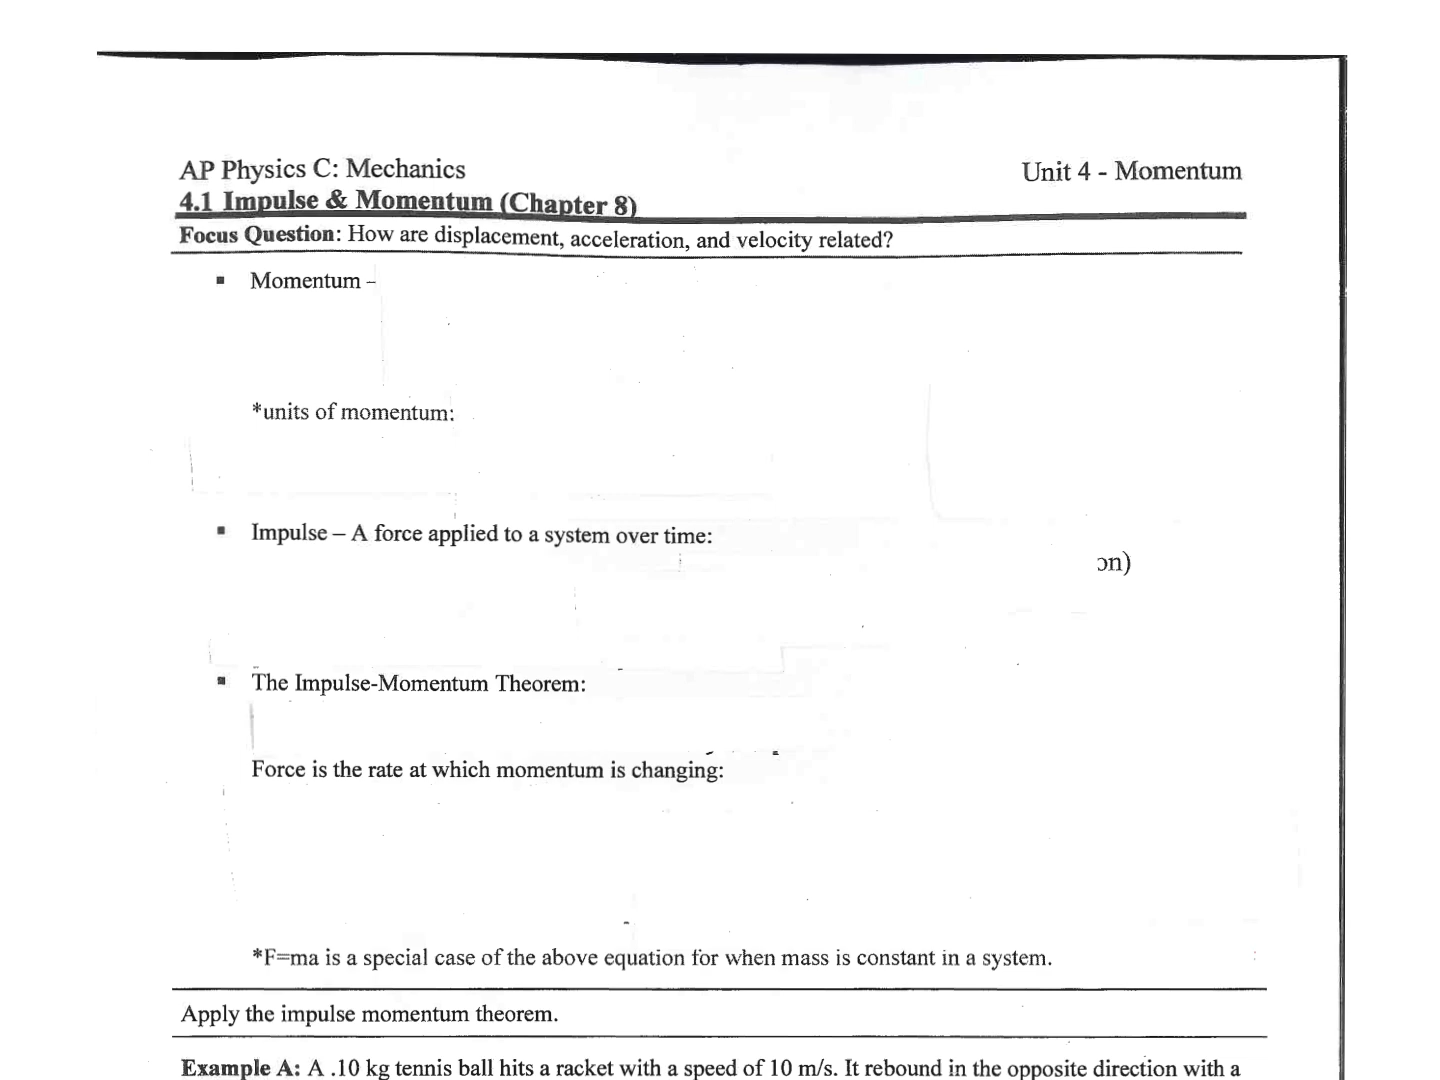 AP Physics C: Mechanics
Unit 4 - Momentum
4.1 Impulse & Momentum (Chapter 8)
Focus Question: How are displacement, acceleration, and velocity related?
▪ Momentum –
*units of momentum:
▪ Impulse – A force applied to a system over time:
on)
▪ The Impulse-Momentum Theorem:
Force is the rate at which momentum is changing:
*F=ma is a special case of the above equation for when mass is constant in a system.
Apply the impulse momentum theorem.
Example A: A .10 kg tennis ball hits a racket with a speed of 10 m/s. It rebound in the opposite direction with a